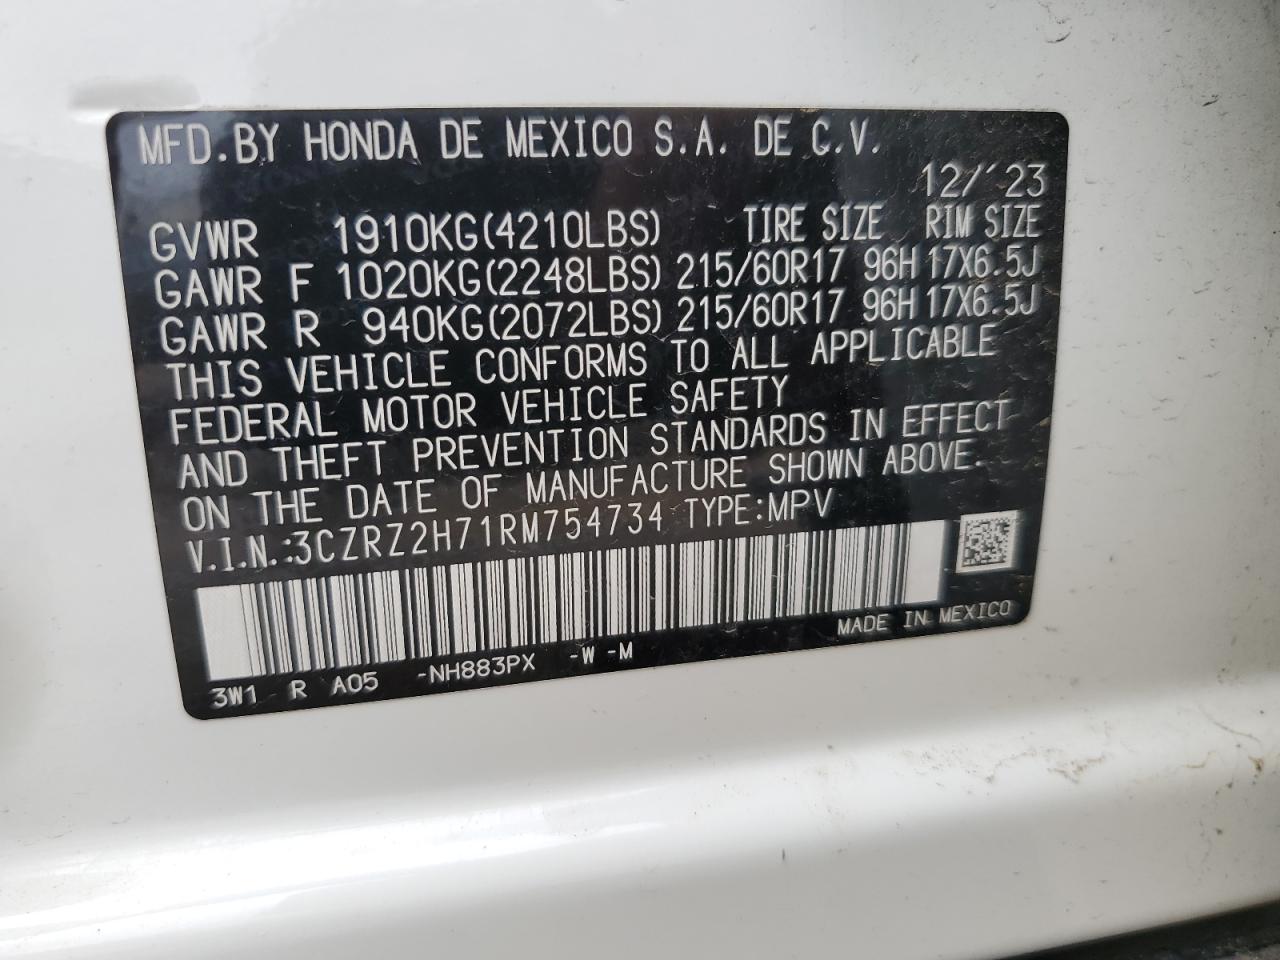 MFD.BY HONDA DE MEXICO S.A. DE C.V.
12/'23
GVWR 1910KG(4210LBS) TIRE SIZE RIM SIZE
GAWR F 1020KG(2248LBS) 215/60R17 96H 17X6.5J
GAWR R 940KG(2072LBS) 215/60R17 96H 17X6.5J
THIS VEHICLE CONFORMS TO ALL APPLICABLE
FEDERAL MOTOR VEHICLE SAFETY
AND THEFT PREVENTION STANDARDS IN EFFECT
ON THE DATE OF MANUFACTURE SHOWN ABOVE.
V.I.N.:3CZRZ2H71RM754734 TYPE:MPV
MADE IN MEXICO
3W1 R A05 -NH883PX -W -M